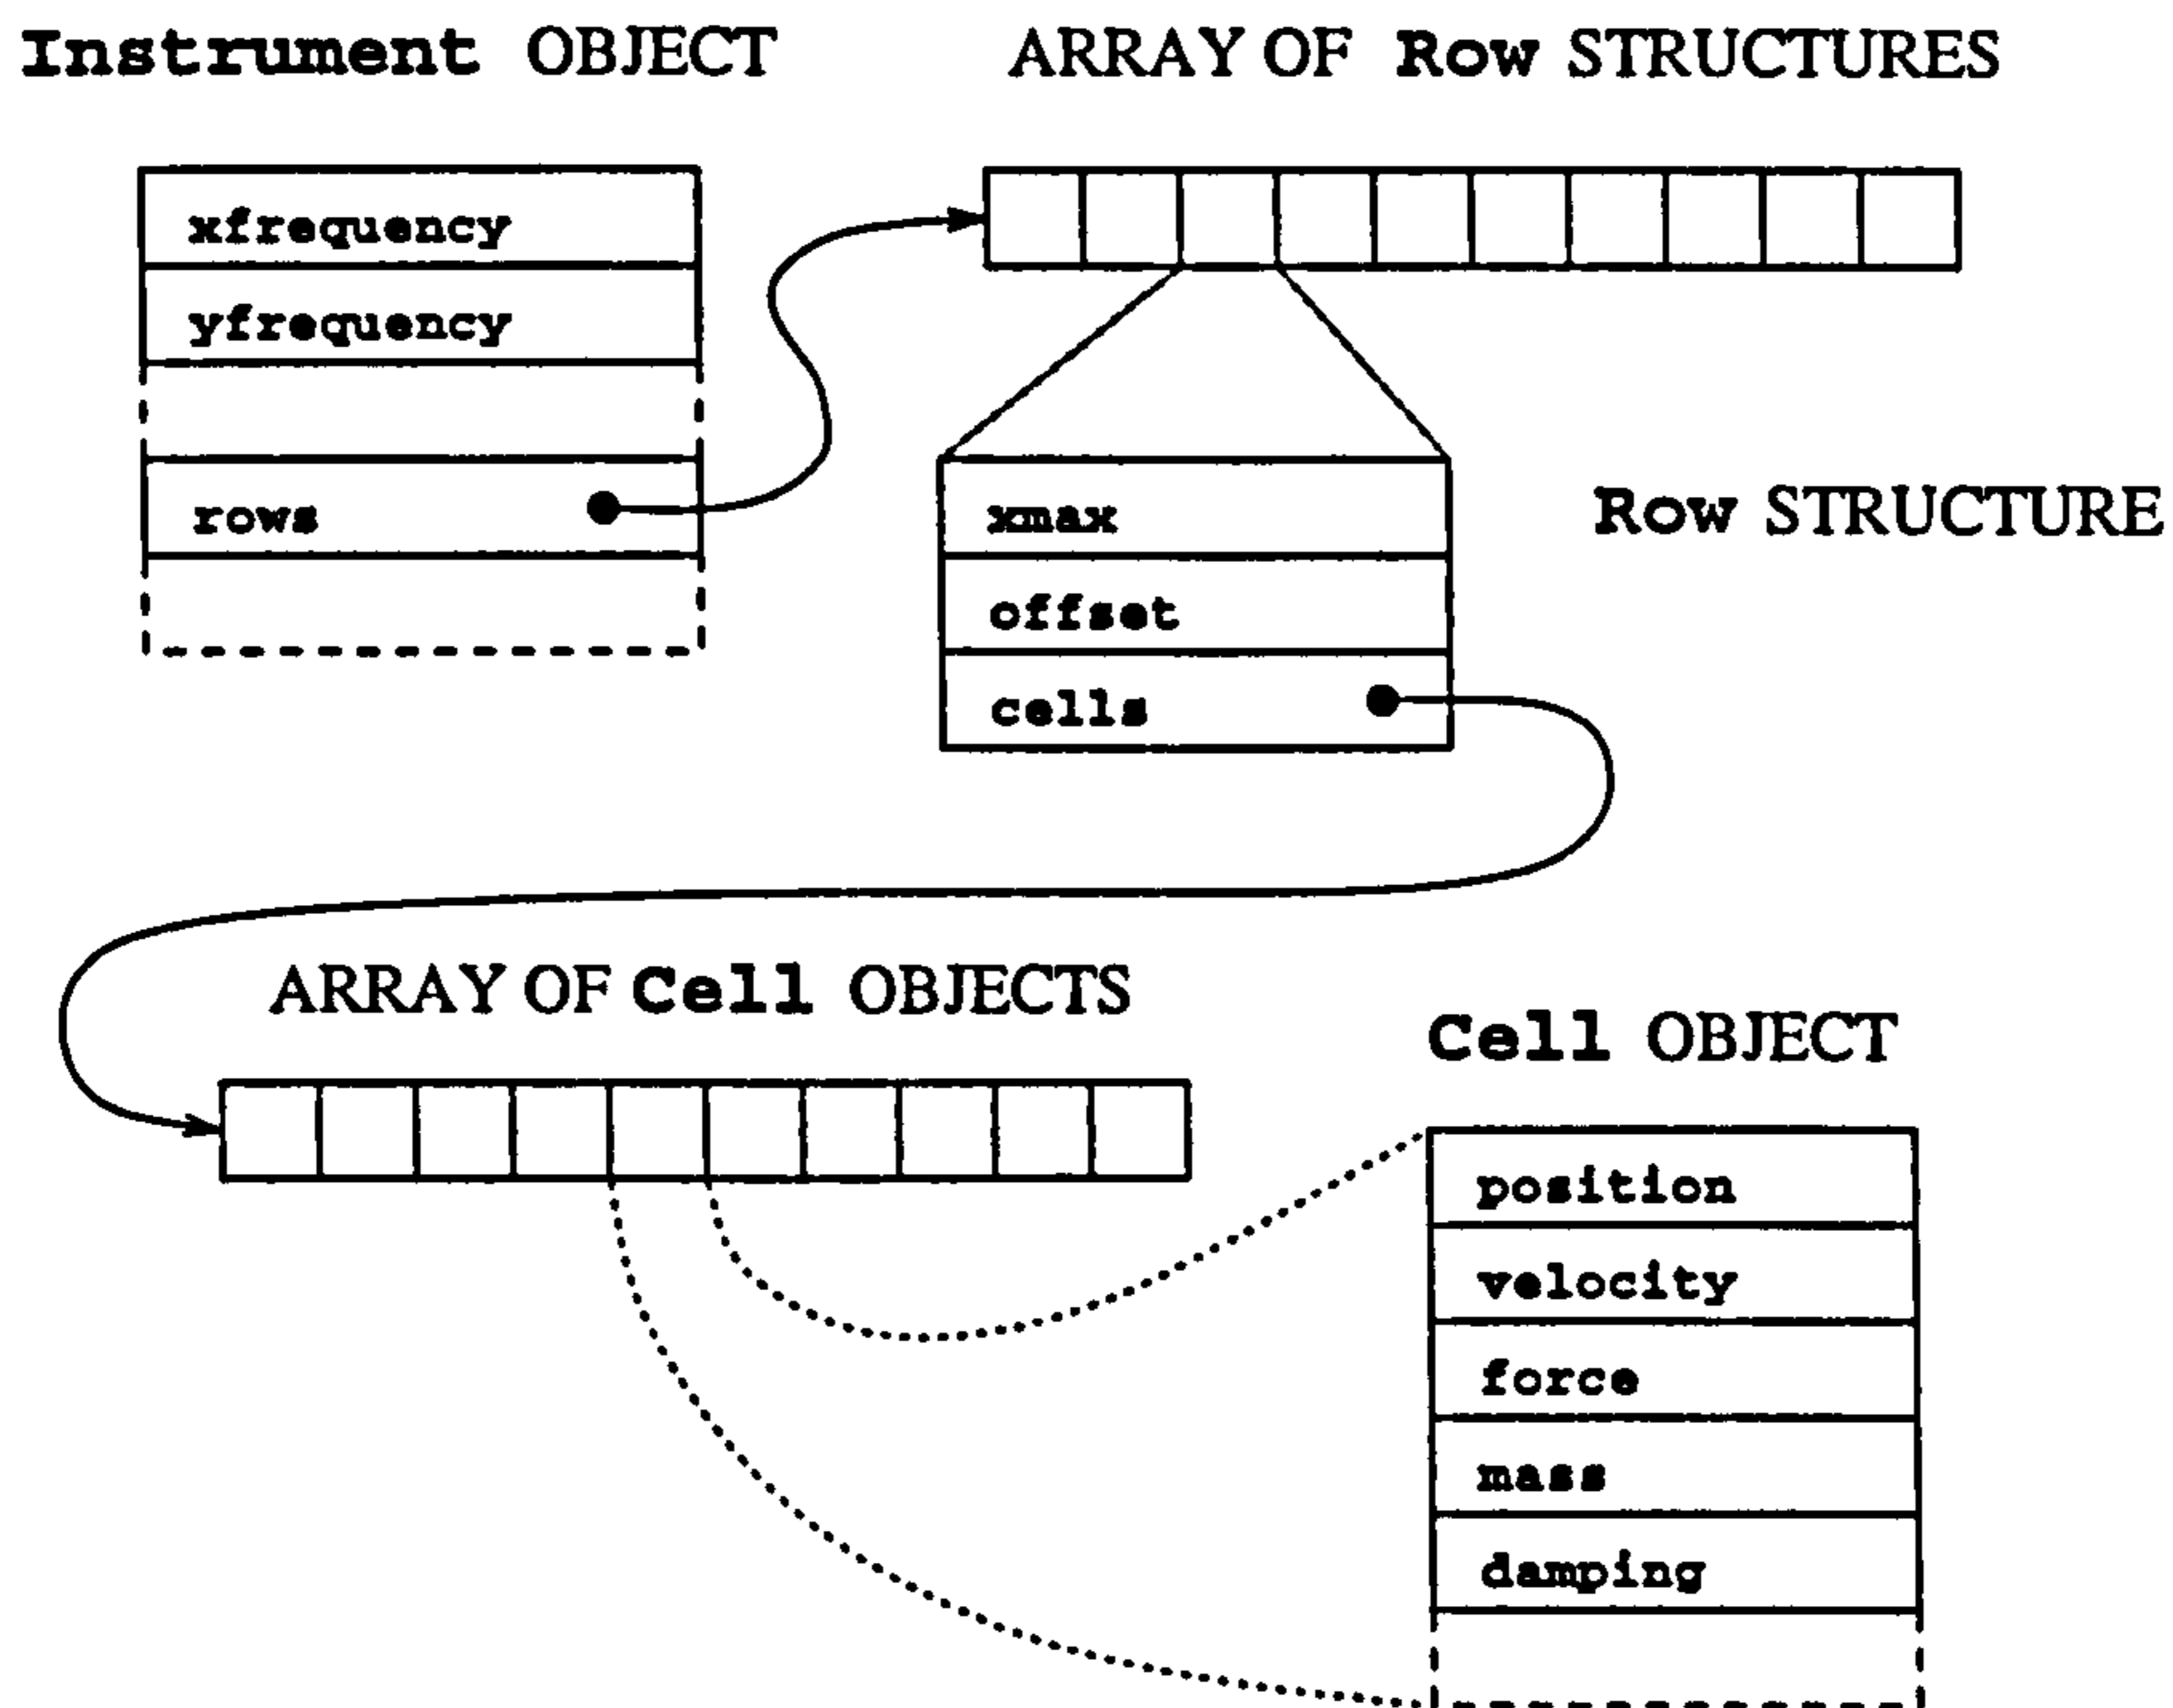 Instrument OBJECT
ARRAY OF Row STRUCTURES
xfrequency
yfrequency
rows
xmax
offset
cells
Row STRUCTURE
ARRAY OF Cell OBJECTS
Cell OBJECT
position
velocity
force
mass
damping